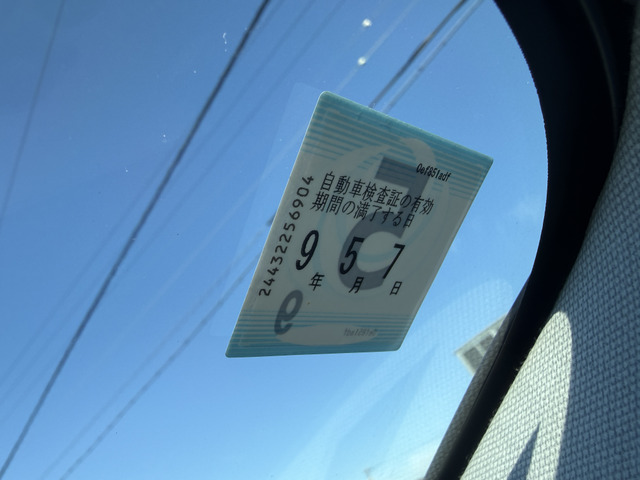 自動車検査証の有効
期間の満了する日
9年 5月 7日
244322256904